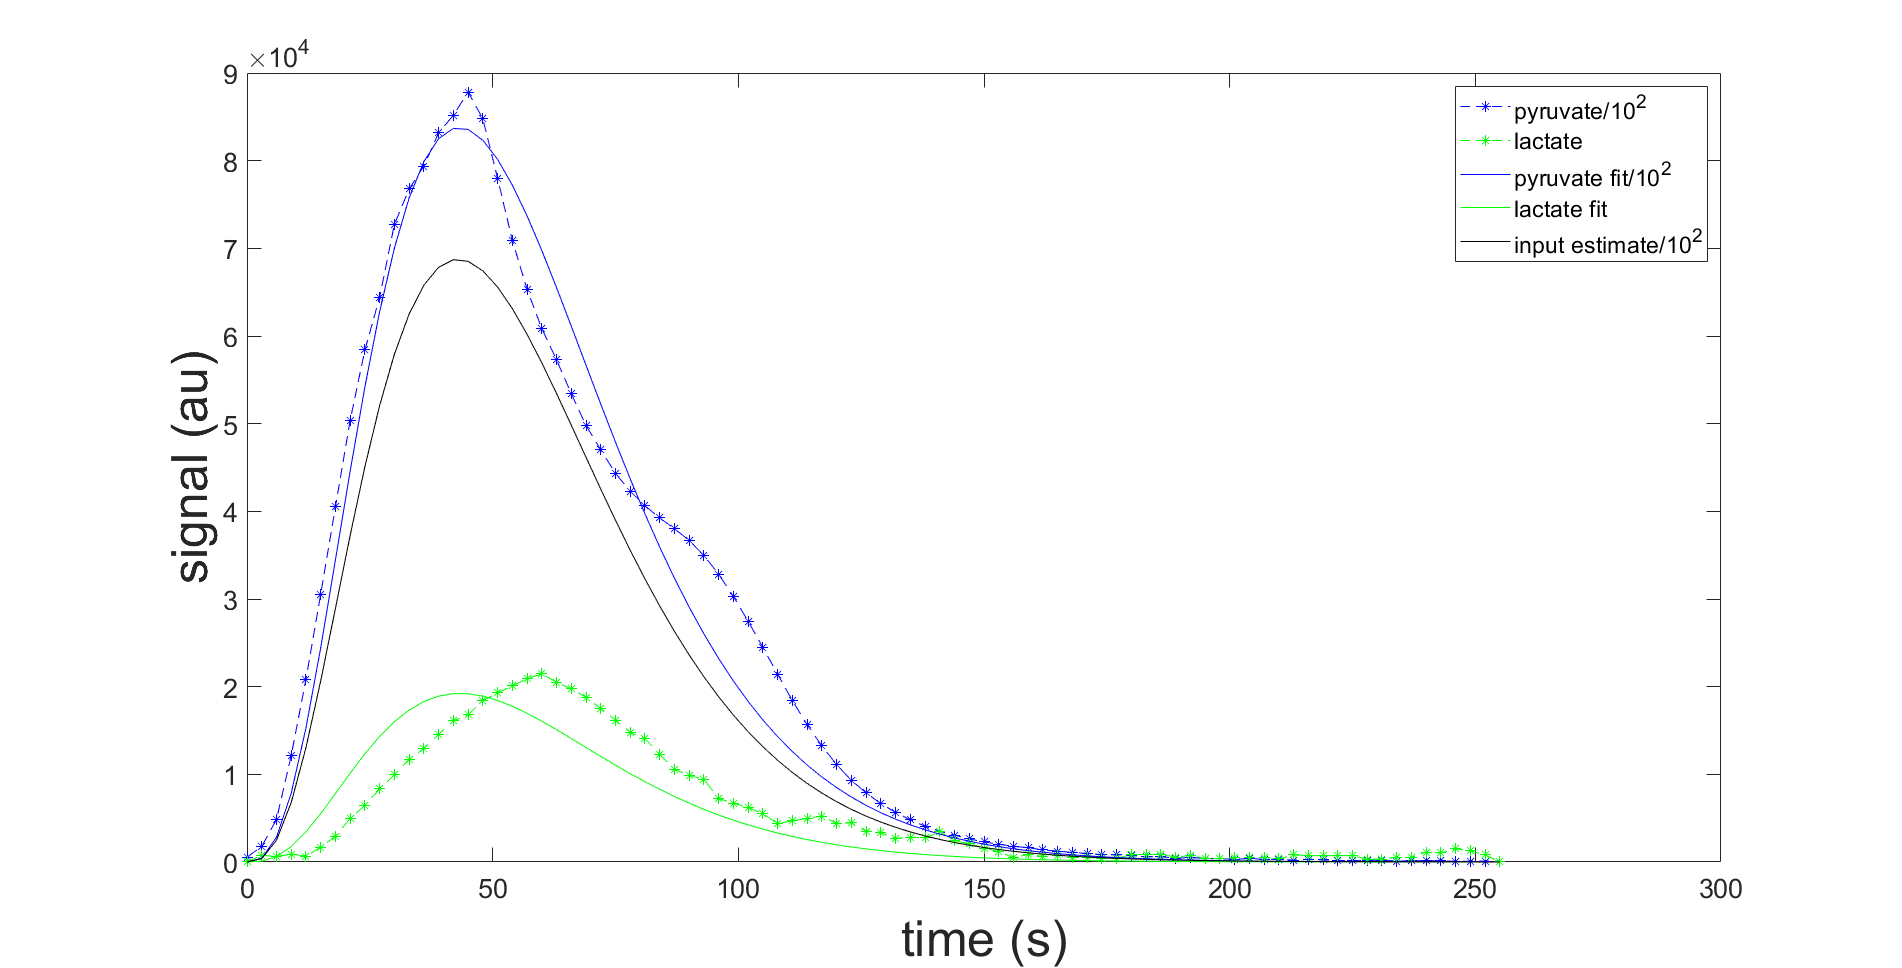 ×10^4
9
8
7
6
5
4
3
2
1
0
signal (au)
0 50 100 150 200 250 300
time (s)
pyruvate/10^2
lactate
pyruvate fit/10^2
lactate fit
input estimate/10^2